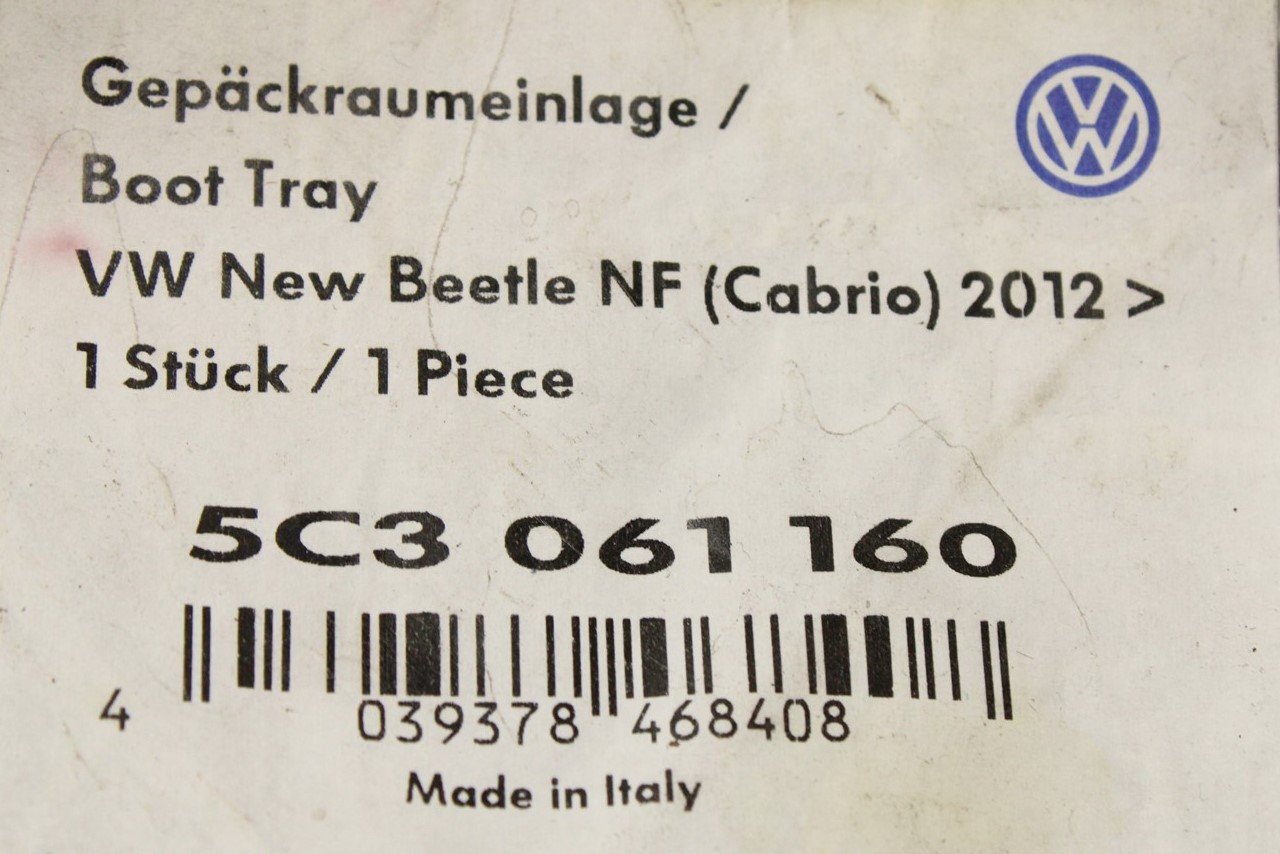 Gepäckraumeinlage /
Boot Tray
VW New Beetle NF (Cabrio) 2012 >
1 Stück / 1 Piece
5C3 061 160
4 039378 468408
Made in Italy